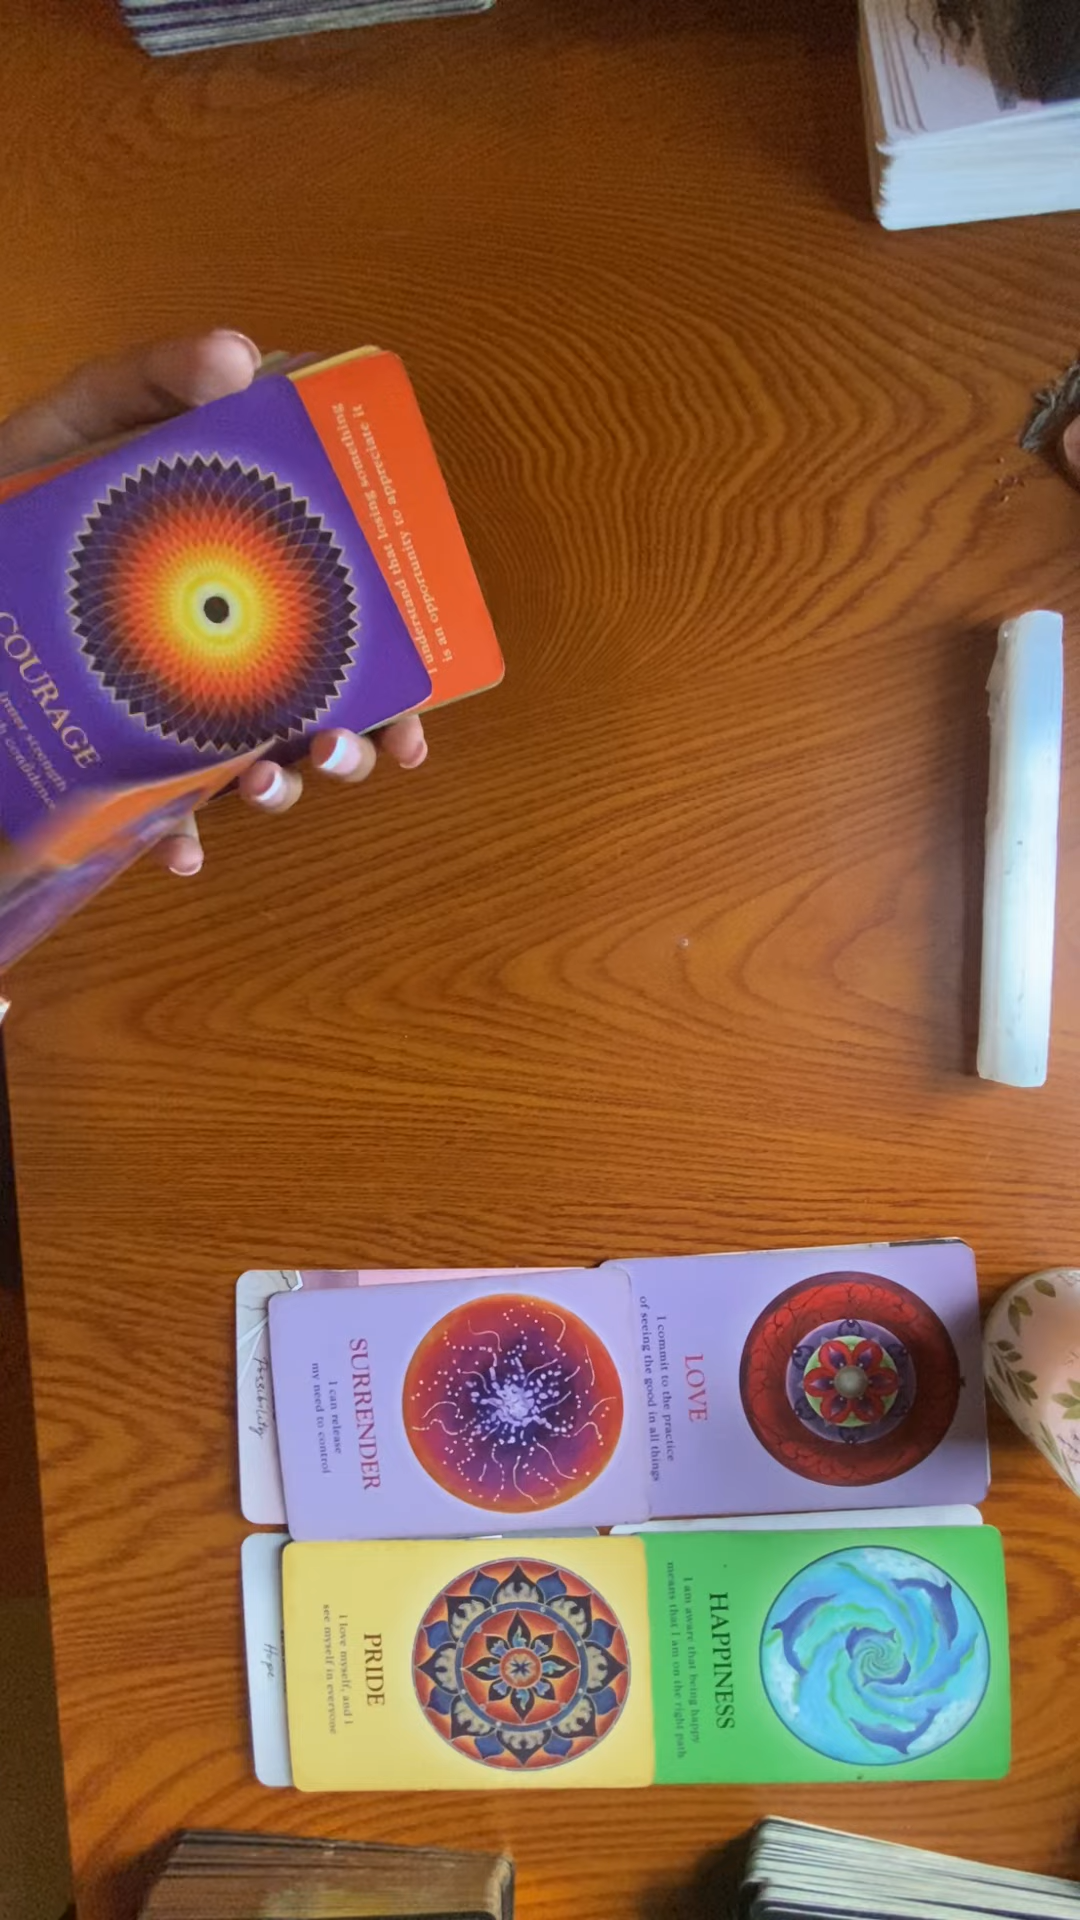 I understand that losing something
is an opportunity to appreciate it
COURAGE
inner strength
confidence
LOVE
I commit to the practice
of seeing the good in all things
SURRENDER
I can release
my need to control
Possibility
HAPPINESS
I am aware that being happy
means that I am on the right path
PRIDE
I love myself, and I
see myself in everyone
Hope